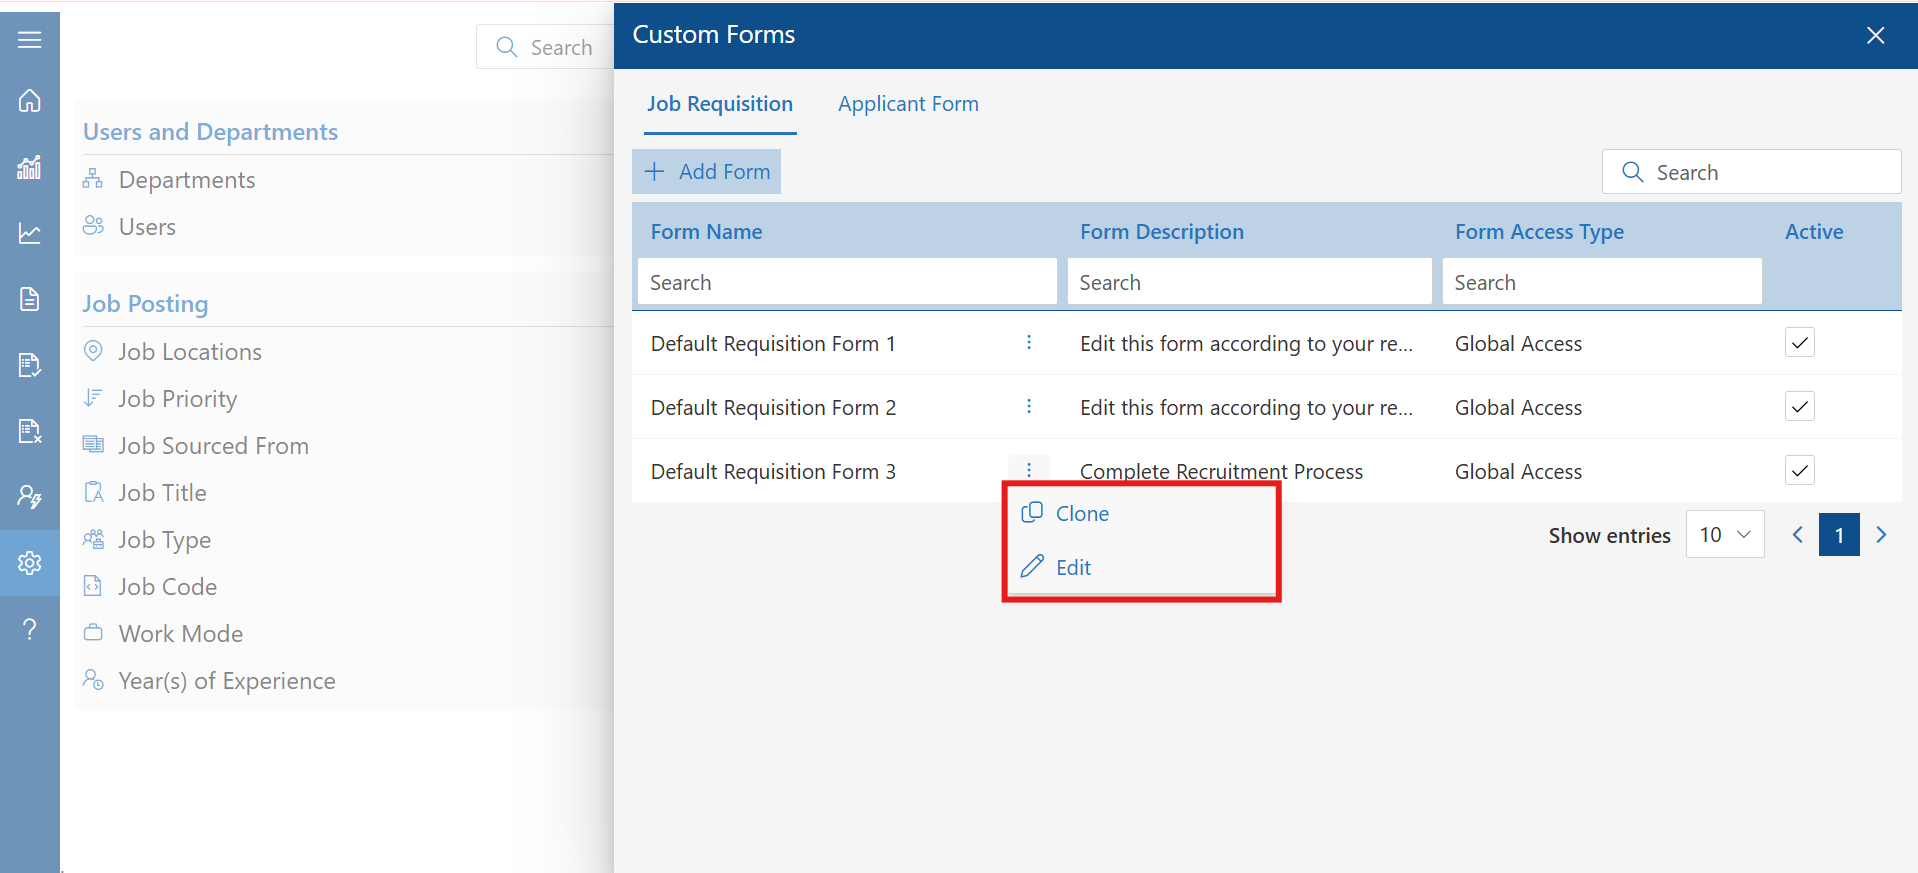 Search
Users and Departments
Departments
Users
Job Posting
Job Locations
Job Priority
Job Sourced From
Job Title
Job Type
Job Code
Work Mode
Year(s) of Experience
Custom Forms
Job Requisition Applicant Form
Add Form
Search
Form Name Form Description Form Access Type Active
Search Search Search
Default Requisition Form 1 Edit this form according to your re... Global Access
Default Requisition Form 2 Edit this form according to your re... Global Access
Default Requisition Form 3 Complete Recruitment Process Global Access
Clone
Edit
Show entries 10 1